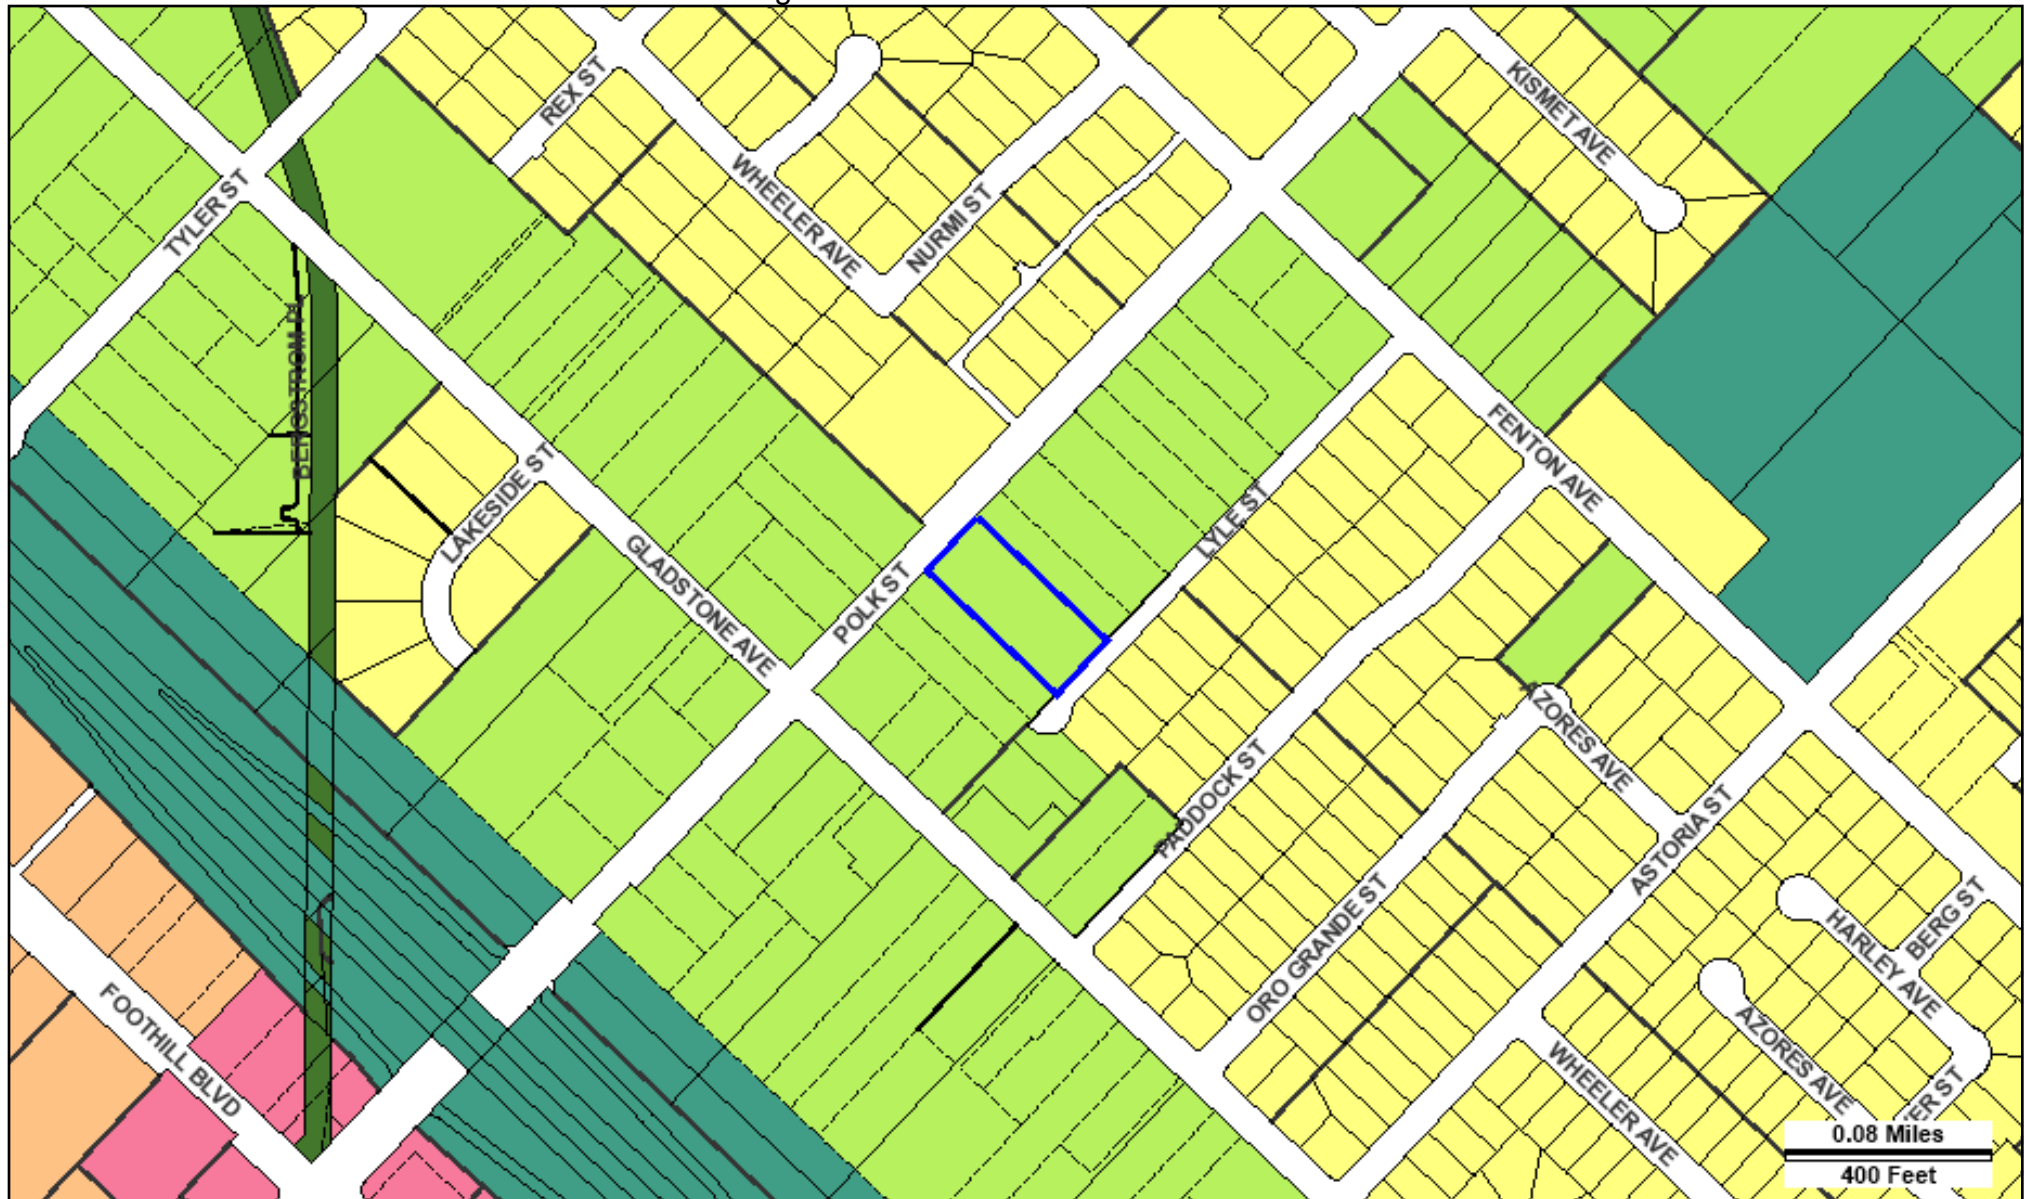 REX ST
KISMET AVE
WHEELER AVE
NURMI ST
TYLER ST
BENGSTROM PL
LAKESIDE ST
GLADSTONE AVE
POLK ST
LYLE ST
FENTON AVE
AZORES AVE
PADDOCK ST
ASTORIA ST
ORO GRANDE ST
HARLEY AVE
BERG ST
FOOTHILL BLVD
AZORES AVE
WHEELER AVE
0.08 Miles
400 Feet